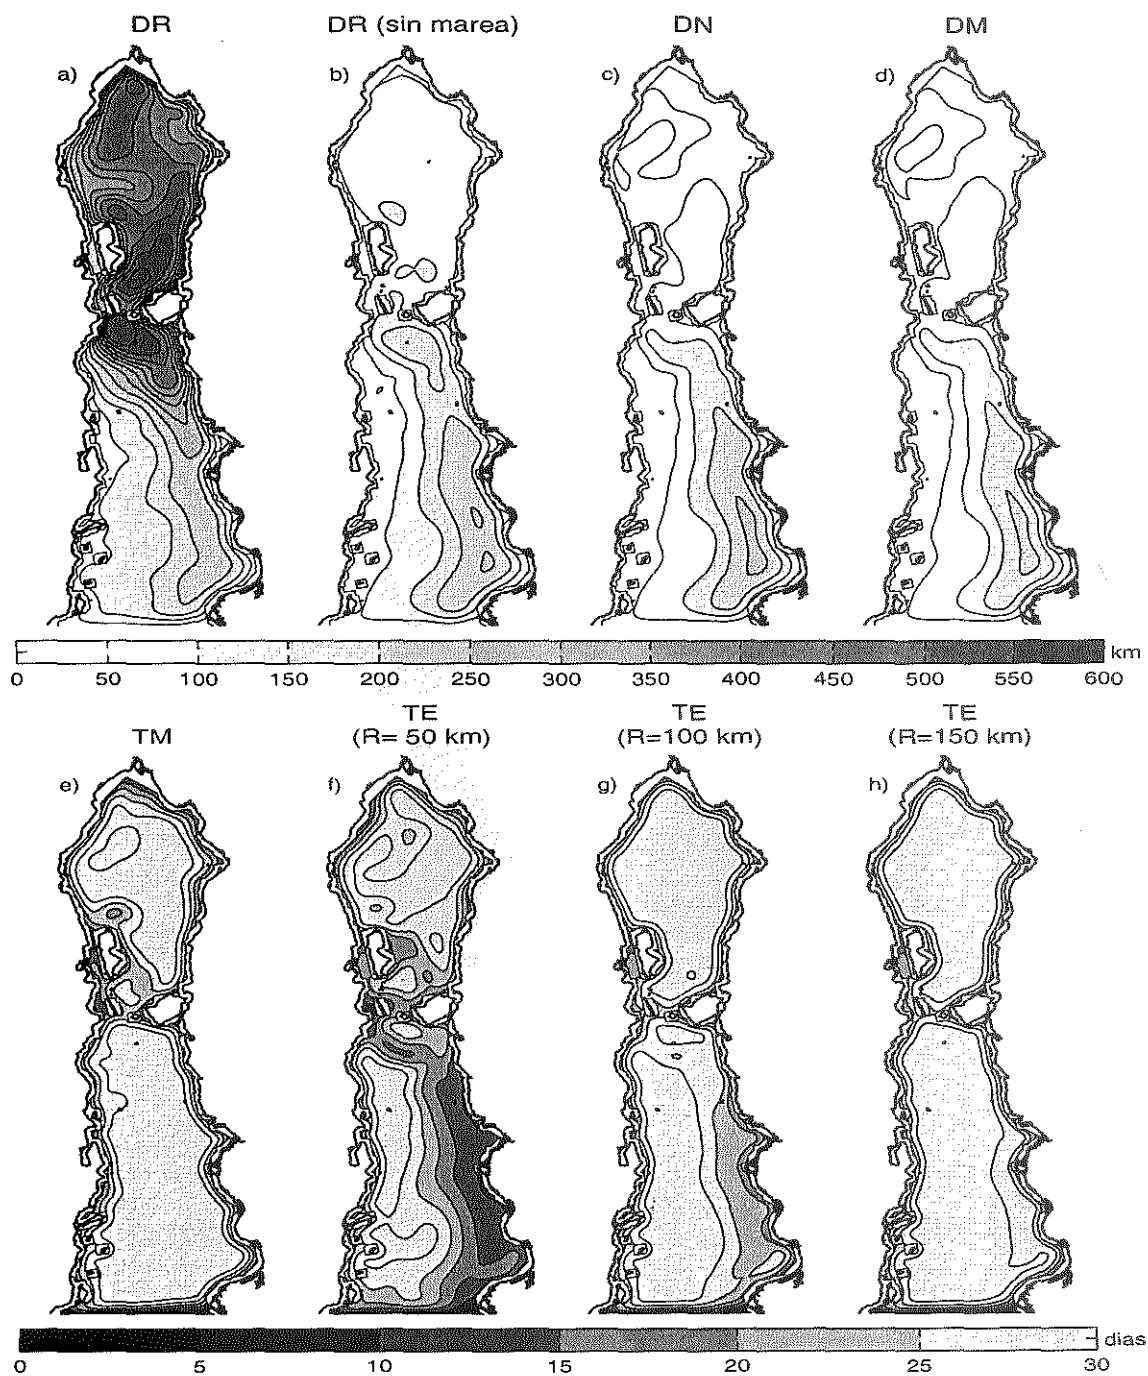 DR DR (sin marea) DN DM
a) b) c) d)
km
0 50 100 150 200 250 300 350 400 450 500 550 600
TM TE (R= 50 km) TE (R=100 km) TE (R=150 km)
e) f) g) h)
dias
0 5 10 15 20 25 30